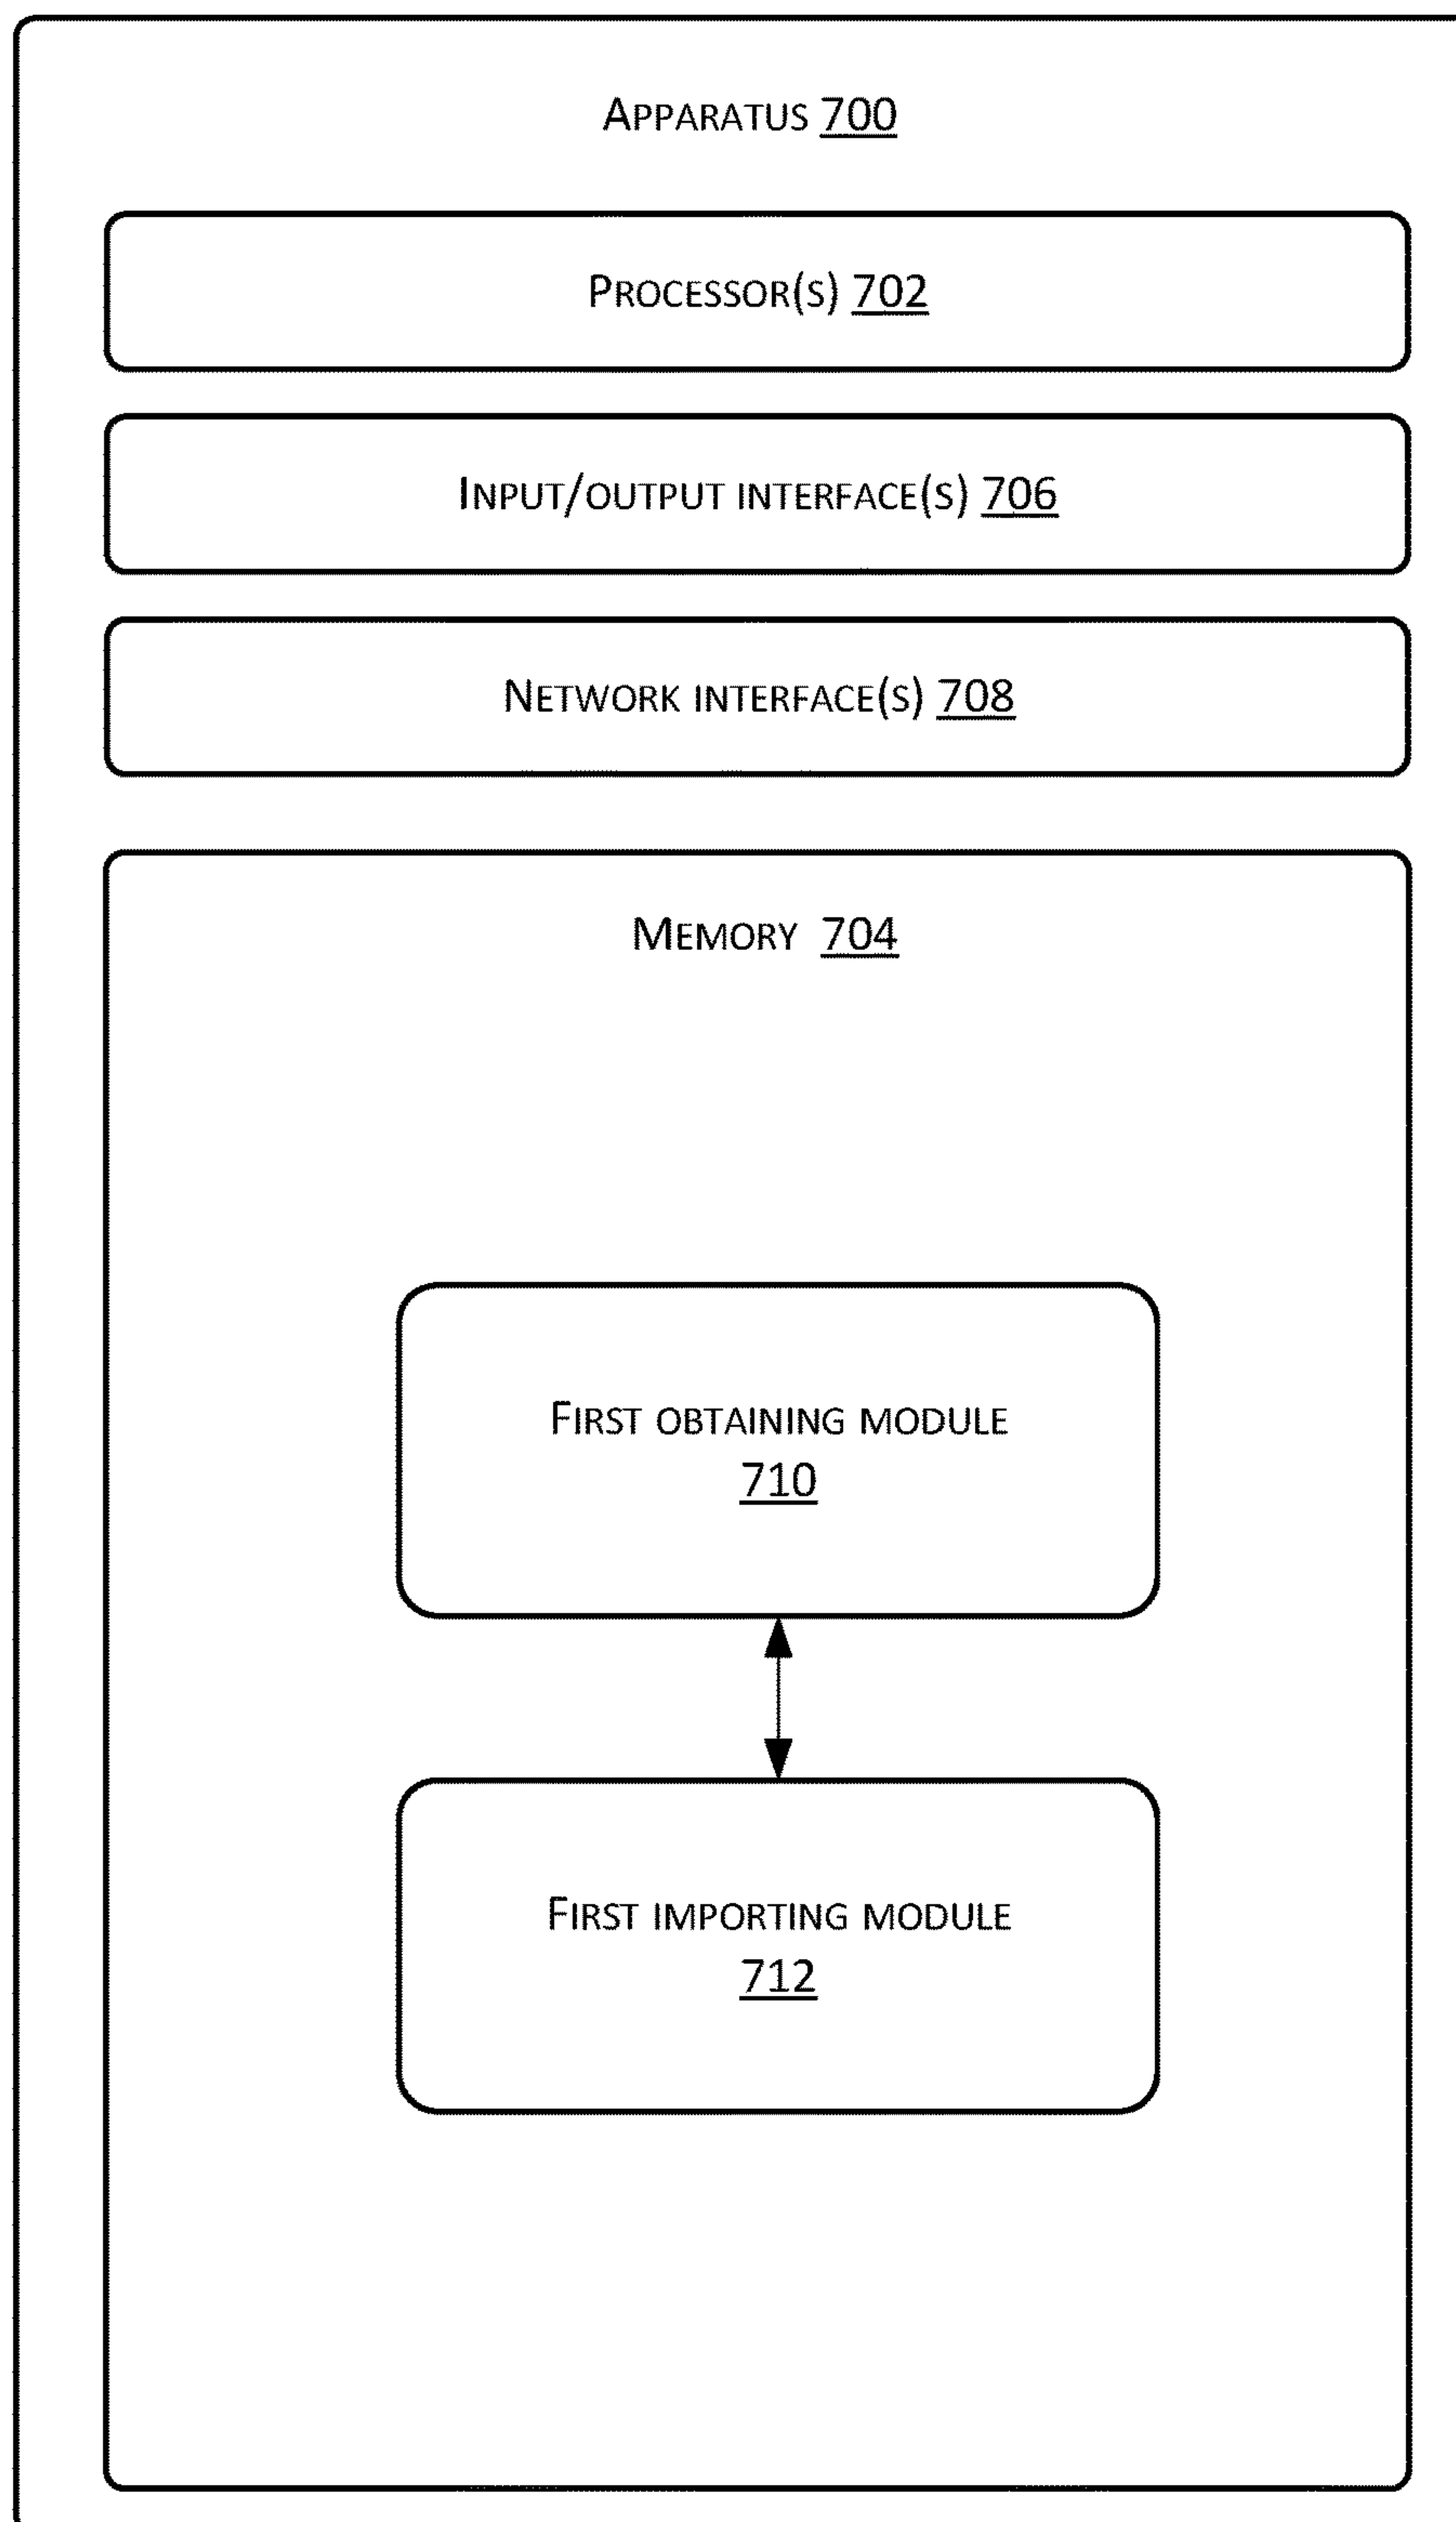 Apparatus 700
Processor(s) 702
Input/output interface(s) 706
Network interface(s) 708
Memory 704
First obtaining module
710
First importing module
712